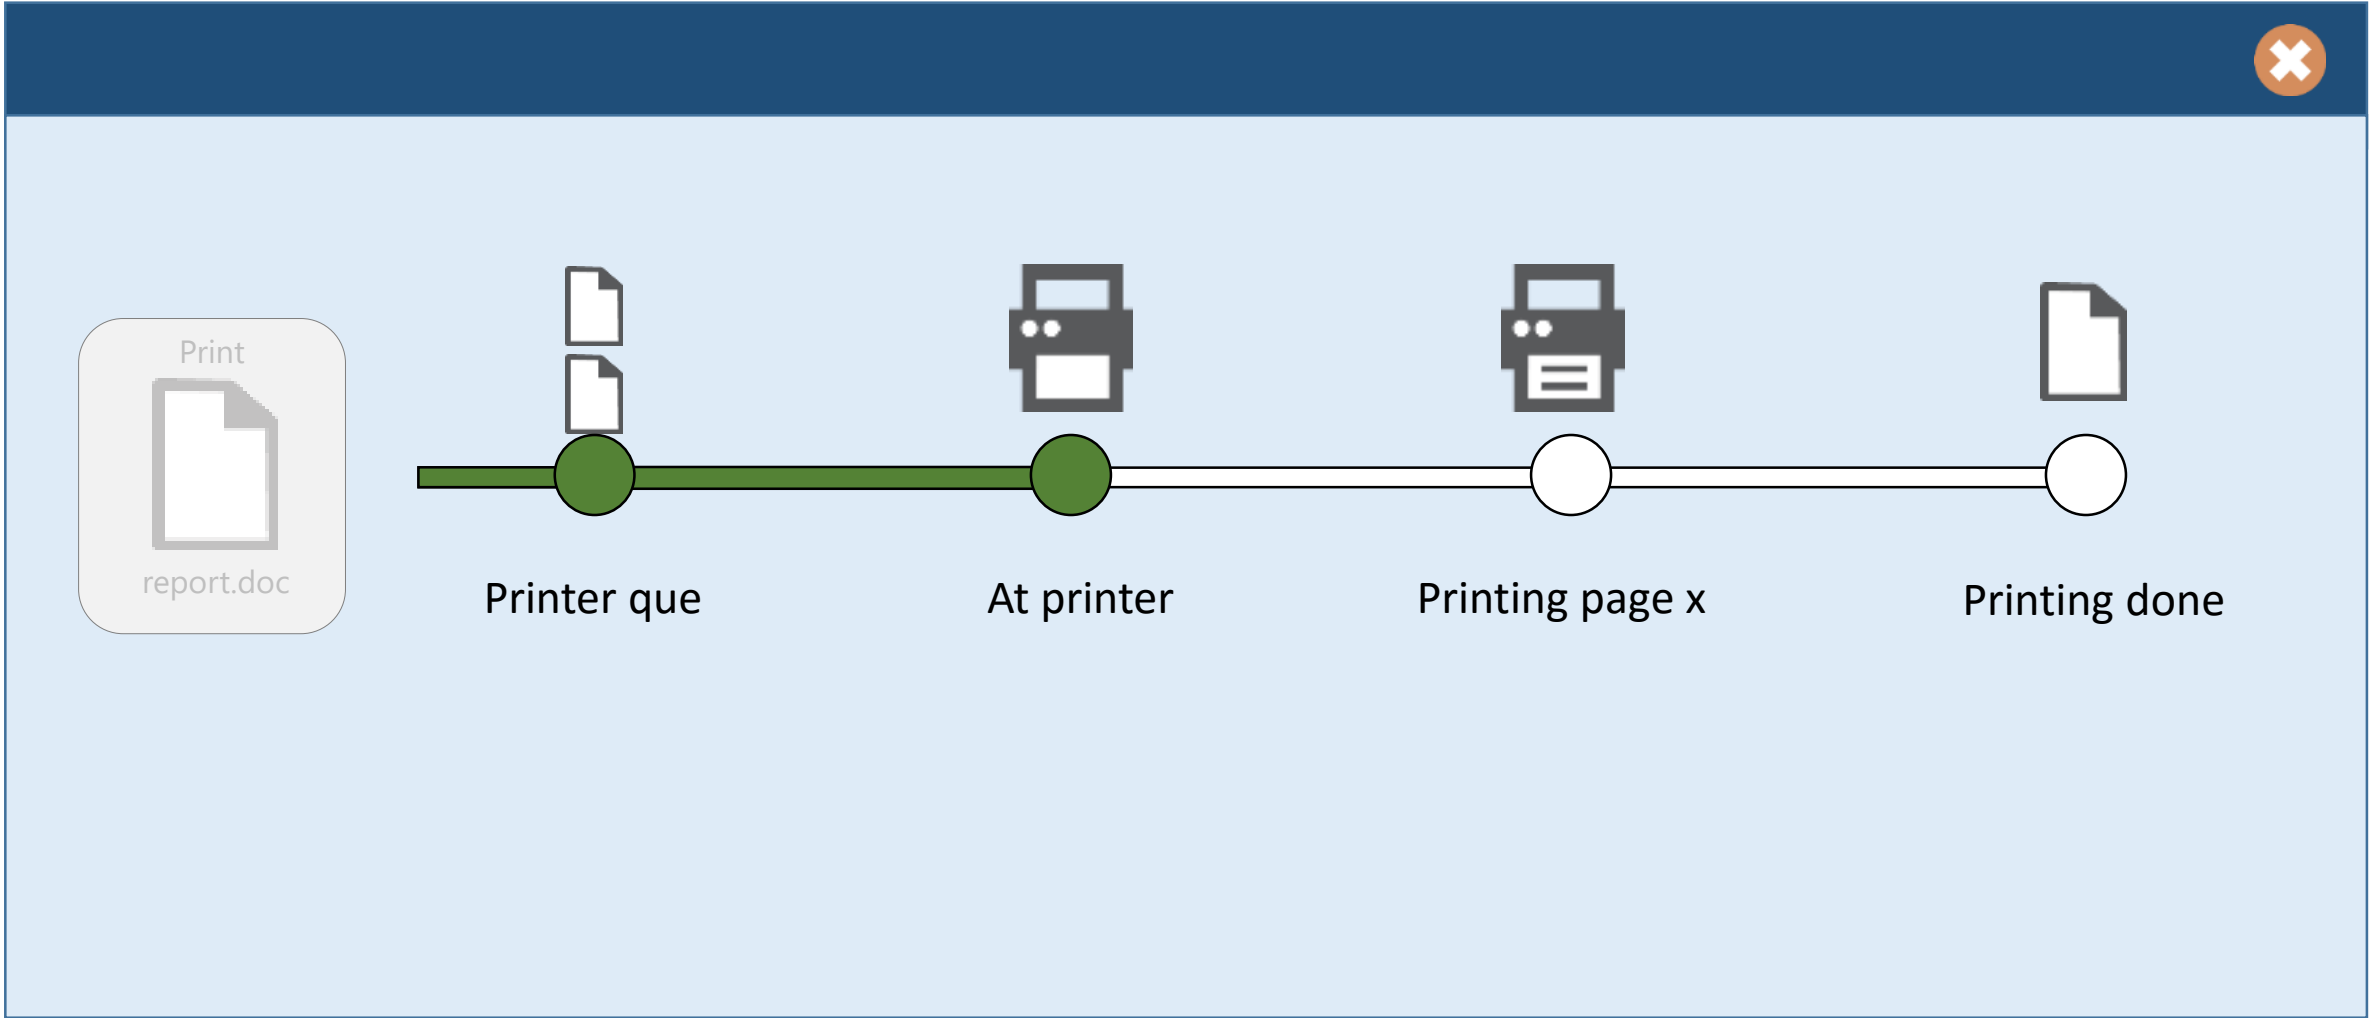 Print
report.doc
Printer que
At printer
Printing page x
Printing done